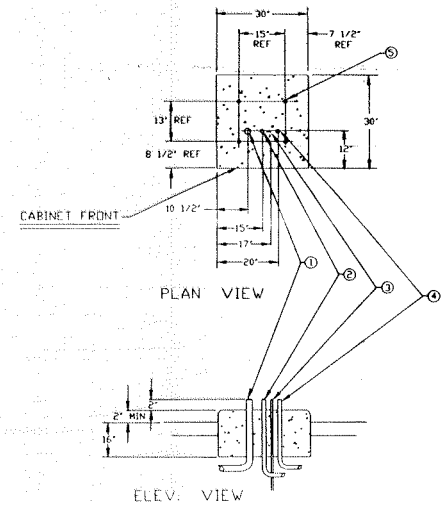 30"
15"
REF
7 1/2"
REF
5
13" REF
30"
12"
8 1/2" REF
10 1/2"
CABINET FRONT
15"
17"
20"
1
2
3
4
PLAN VIEW
2"
2" MIN
16"
ELEV. VIEW